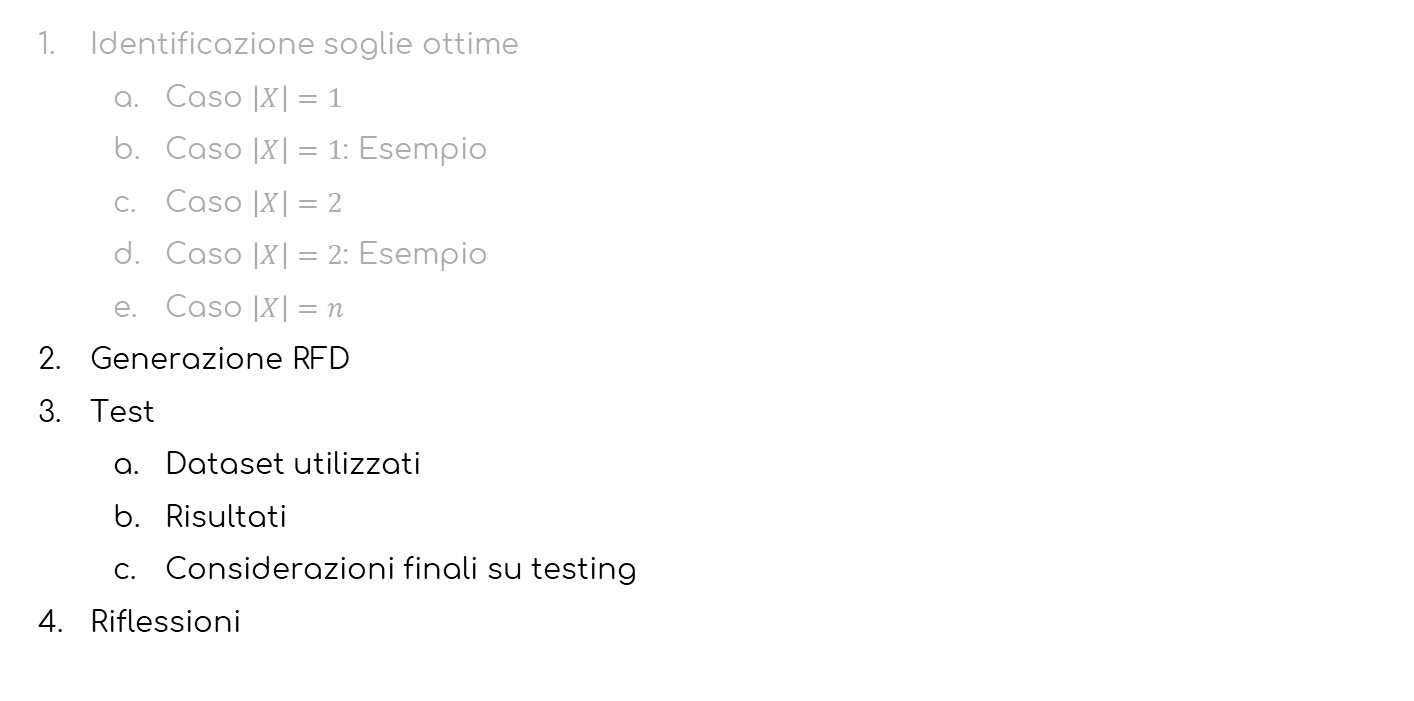 1. Identificazione soglie ottime
a. Caso |X| = 1
b. Caso |X| = 1: Esempio
c. Caso |X| = 2
d. Caso |X| = 2: Esempio
e. Caso |X| = n
2. Generazione RFD
3. Test
a. Dataset utilizzati
b. Risultati
c. Considerazioni finali su testing
4. Riflessioni